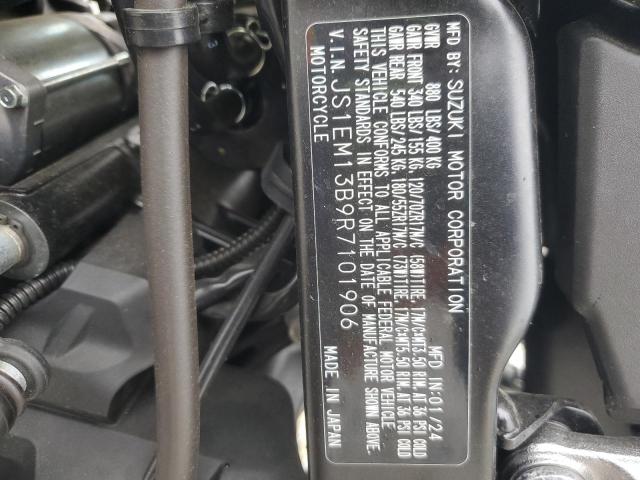 MFD BY: SUZUKI MOTOR CORPORATION
MFD IN:01/24
GVWR 880 LBS/400 KG
GAWR FRONT 340 LBS/155 KG, 120/70ZR17M/C (58W)TIRE, 17M/C×MT3.50 RIM, AT 36 PSI COLD
GAWR REAR 540 LBS/245 KG, 180/55ZR17M/C (73W)TIRE, 17M/C×MT5.50 RIM, AT 36 PSI COLD
THIS VEHICLE CONFORMS TO ALL APPLICABLE FEDERAL MOTOR VEHICLE
SAFETY STANDARDS IN EFFECT ON THE DATE OF MANUFACTURE SHOWN ABOVE.
V.I.N. JS1EM13B9R7101906
MADE IN JAPAN
MOTORCYCLE